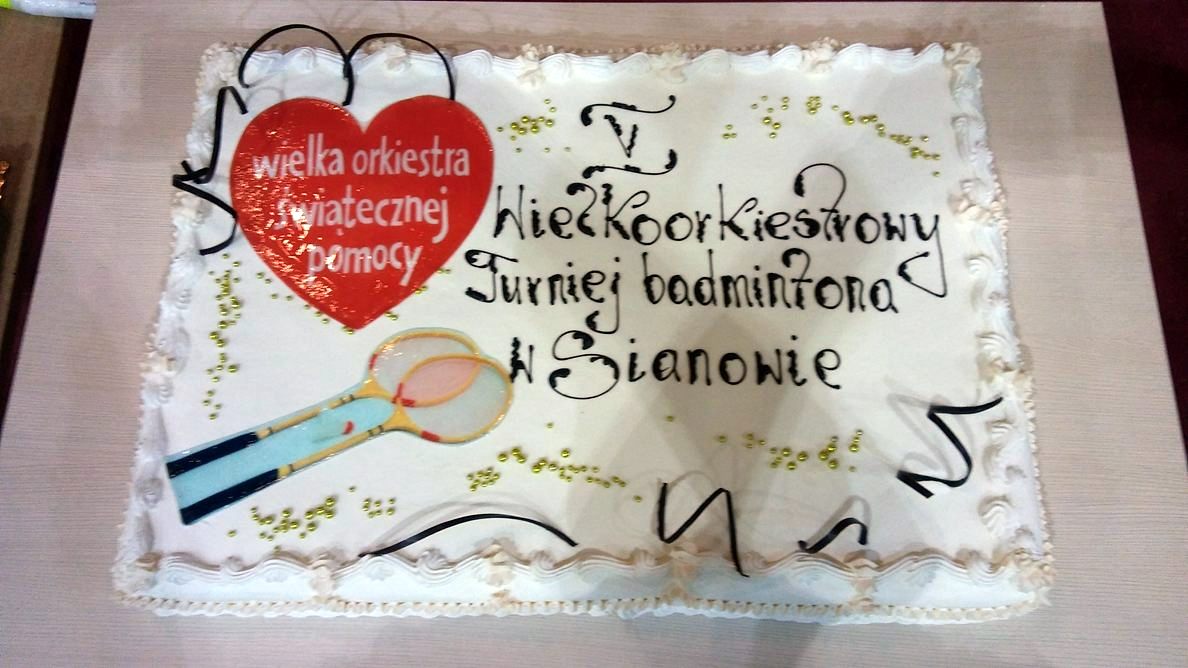 wielka orkiestra
świątecznej
pomocy
V
Wielkoorkiestrowy
Turniej badmintona
w Sianowie